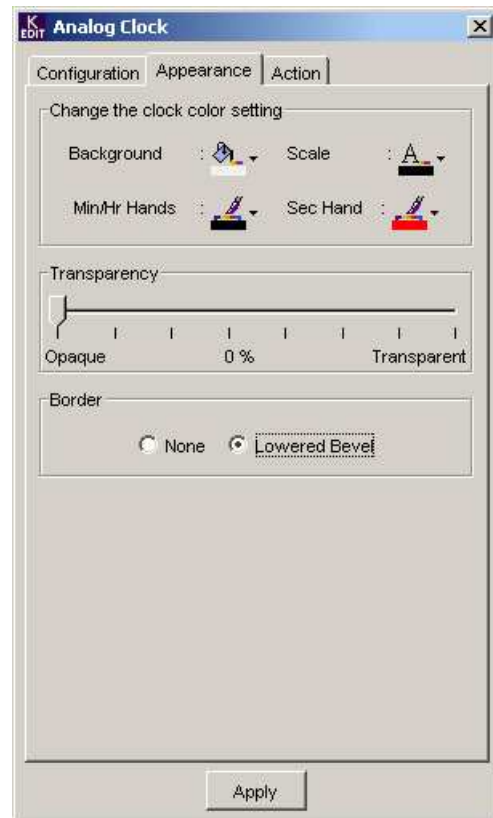 K EDIT Analog Clock
Configuration Appearance Action
Change the clock color setting
Background : Scale : A
Min/Hr Hands : Sec Hand :
Transparency
Opaque 0 % Transparent
Border
None Lowered Bevel
Apply